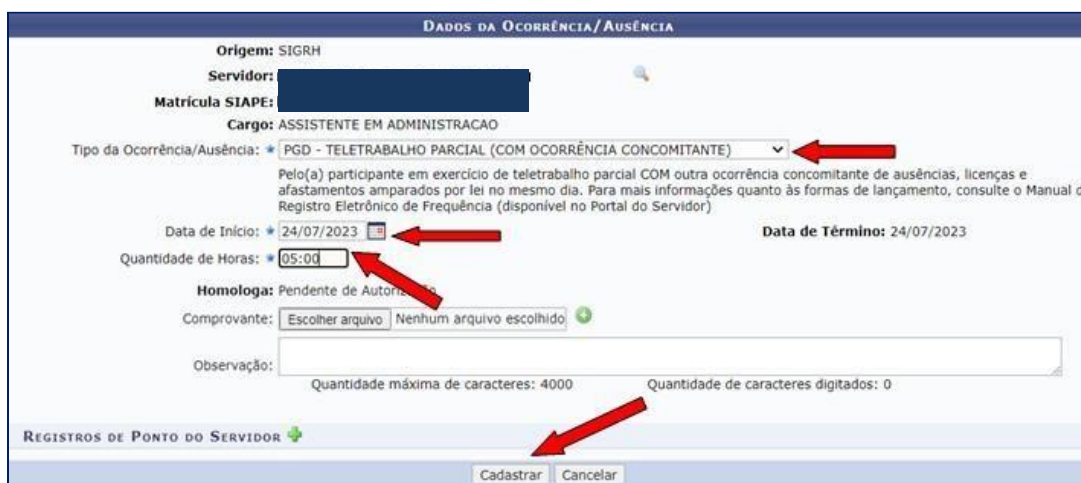 DADOS DA OCORRÊNCIA/AUSÊNCIA
Origem: SIGRH
Servidor:
Matrícula SIAPE:
Cargo: ASSISTENTE EM ADMINISTRACAO
Tipo da Ocorrência/Ausência: ★ PGD - TELETRABALHO PARCIAL (COM OCORRÊNCIA CONCOMITANTE)
Pelo(a) participante em exercício de teletrabalho parcial COM outra ocorrência concomitante de ausências, licenças e
afastamentos amparados por lei no mesmo dia. Para mais informações quanto às formas de lançamento, consulte o Manual d
Registro Eletrônico de Frequência (disponível no Portal do Servidor)
Data de Início: ★ 24/07/2023 Data de Término: 24/07/2023
Quantidade de Horas: ★ 05:00
Homologa: Pendente de Autorização
Comprovante: Escolher arquivo Nenhum arquivo escolhido
Observação:
Quantidade máxima de caracteres: 4000 Quantidade de caracteres digitados: 0
REGISTROS DE PONTO DO SERVIDOR
Cadastrar Cancelar